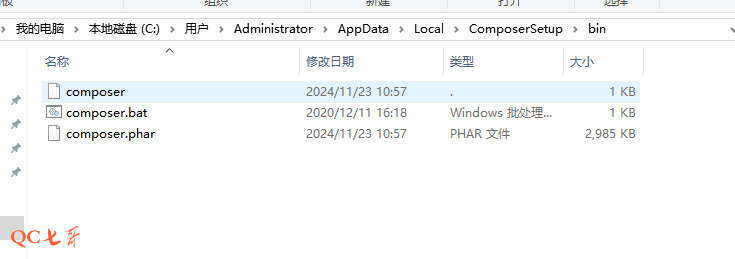 板 组织 新建 打开 选择
我的电脑 本地磁盘 (C:) 用户 Administrator AppData Local ComposerSetup bin
名称 修改日期 类型 大小
composer 2024/11/23 10:57 . 1 KB
composer.bat 2020/12/11 16:18 Windows 批处理... 1 KB
composer.phar 2024/11/23 10:57 PHAR 文件 2,985 KB
QC七哥